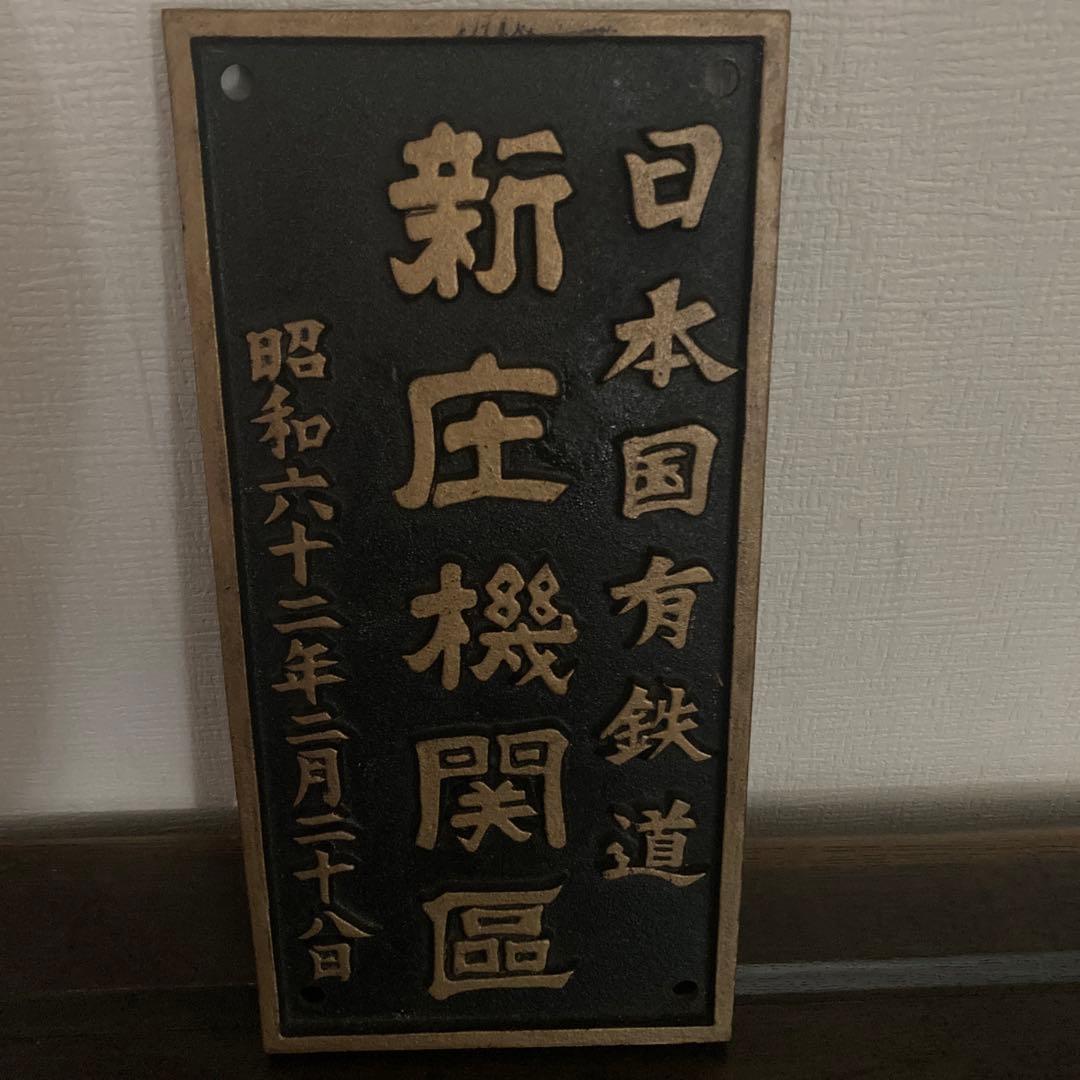 日本国有鉄道
新庄機関區
昭和六十二年二月二十八日